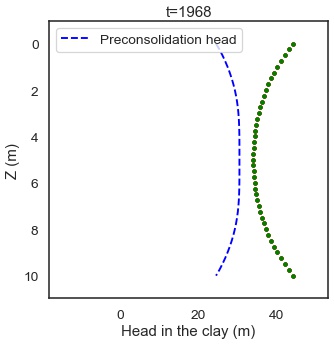 t=1968
Preconsolidation head
0
2
4
6
8
10
Z (m)
0
20
40
Head in the clay (m)